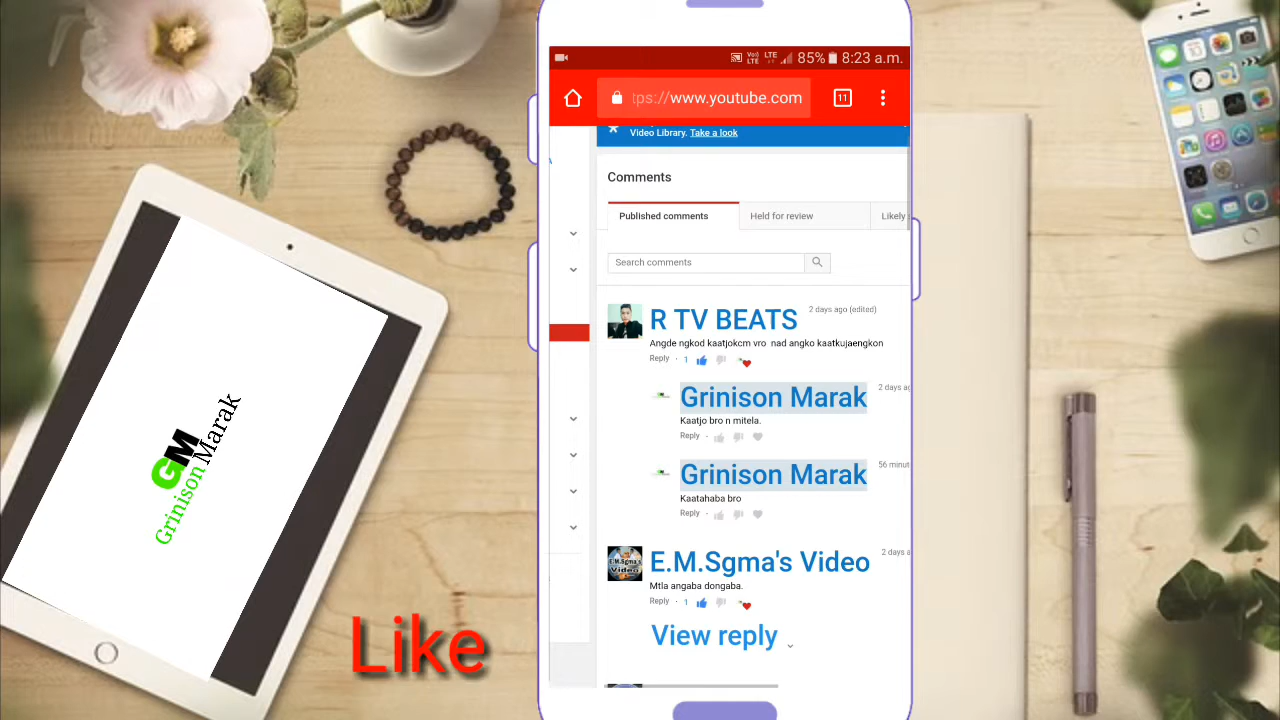 VoJ LTE LTE 85% 8:23 a.m.
tps://www.youtube.com 11
Video Library. Take a look
Comments
Published comments Held for review Likely
Search comments
R TV BEATS 2 days ago (edited)
Angde ngkod kaatjokcm vro nad angko kaatkujaengkon
Reply · 1
Grinison Marak 2 days ag
Kaatjo bro n mitela.
Reply ·
Grinison Marak 56 minut
Kaatahaba bro
Reply ·
E.M.Sgma's Video 2 days a
Mtla angaba dongaba.
Reply · 1
View reply
GM
Grinison Marak
Like